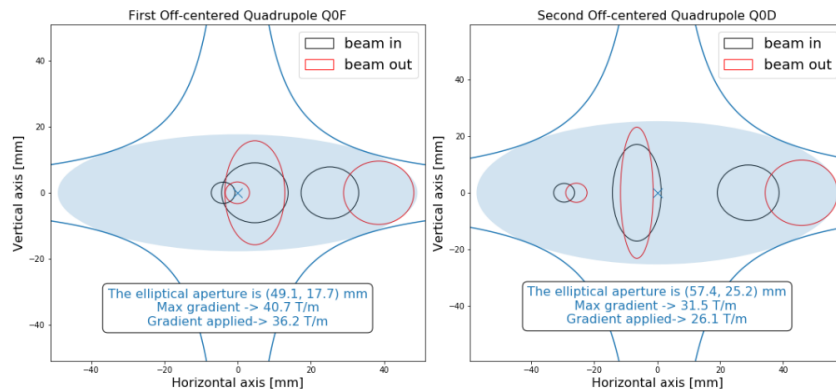 First Off-centered Quadrupole Q0F
beam in
beam out
Vertical axis [mm]
40
20
0
−20
−40
The elliptical aperture is (49.1, 17.7) mm
Max gradient -> 40.7 T/m
Gradient applied-> 36.2 T/m
−40
−20
0
20
40
Horizontal axis [mm]
Second Off-centered Quadrupole Q0D
beam in
beam out
Vertical axis [mm]
40
20
0
−20
−40
The elliptical aperture is (57.4, 25.2) mm
Max gradient -> 31.5 T/m
Gradient applied-> 26.1 T/m
−40
−20
0
20
40
Horizontal axis [mm]